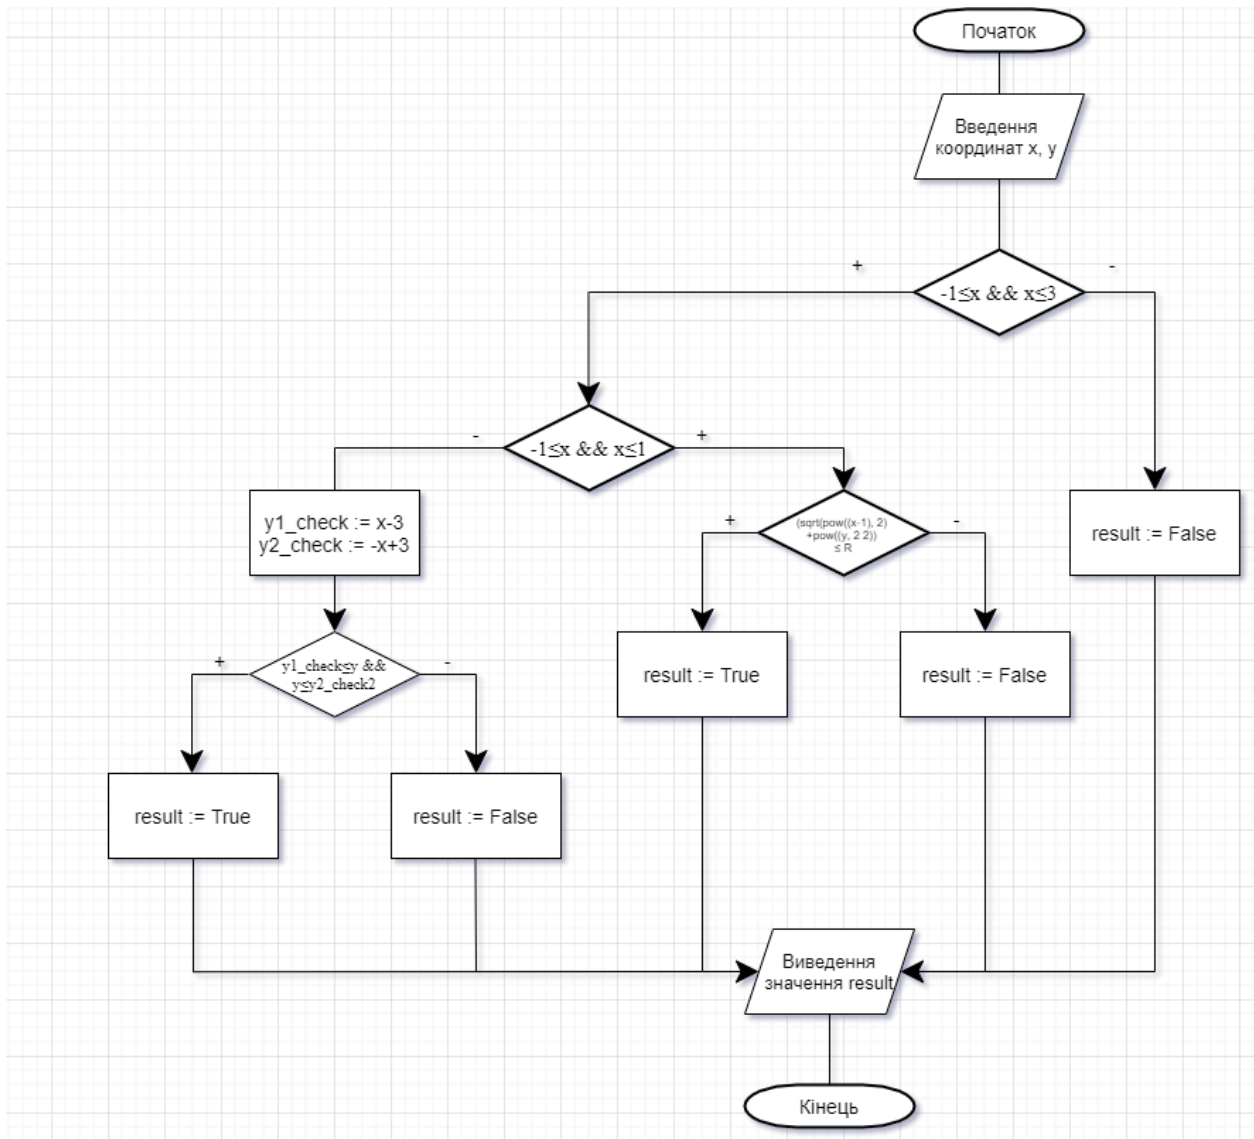 Початок
Введення
координат x, y
+
-
-1≤x && x≤3
-
+
-1≤x && x≤1
y1_check := x-3
y2_check := -x+3
+
-
(sqrt(pow((x-1), 2)
+pow((y, 2 2))
≤ R
result := False
+
-
y1_check≤y &&
y≤y2_check2
result := True
result := False
result := True
result := False
Виведення
значення result
Кінець